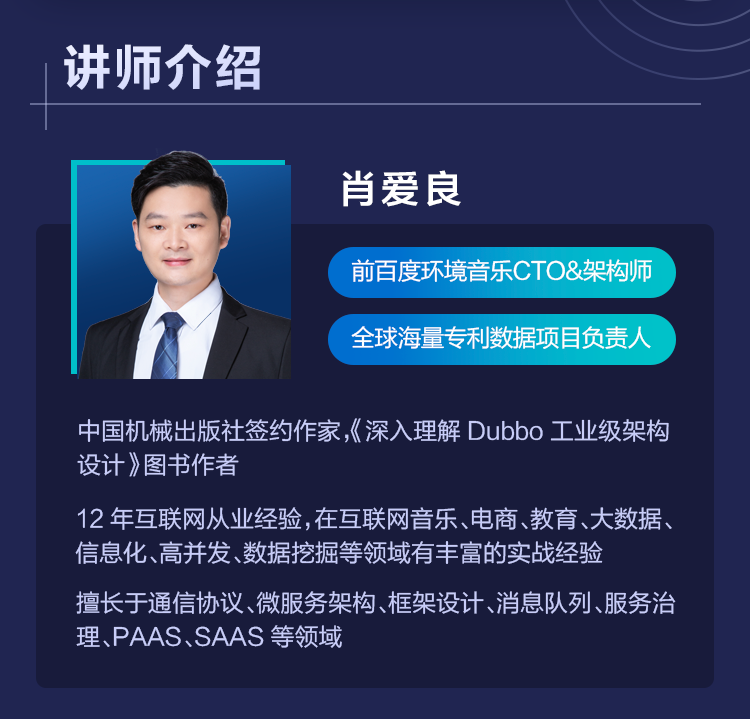 讲师介绍
肖爱良
前百度环境音乐CTO&架构师
全球海量专利数据项目负责人
中国机械出版社签约作家,《深入理解 Dubbo 工业级架构
设计》图书作者
12 年互联网从业经验,在互联网音乐、电商、教育、大数据、
信息化、高并发、数据挖掘等领域有丰富的实战经验
擅长于通信协议、微服务架构、框架设计、消息队列、服务治
理、PAAS、SAAS 等领域